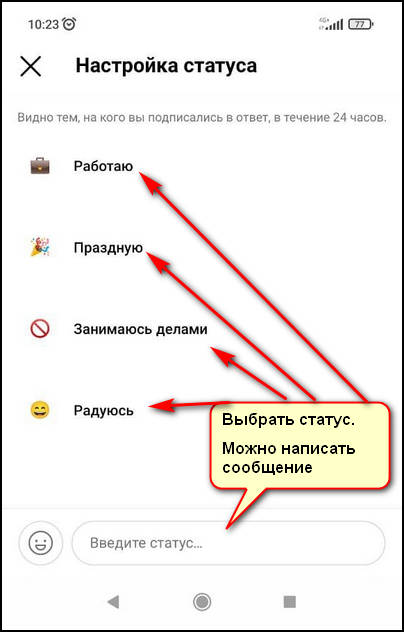 10:23
4G+ 77
Настройка статуса
Видно тем, на кого вы подписались в ответ, в течение 24 часов.
Работаю
Праздную
Занимаюсь делами
Радуюсь
Выбрать статус.
Можно написать
сообщение
Введите статус...